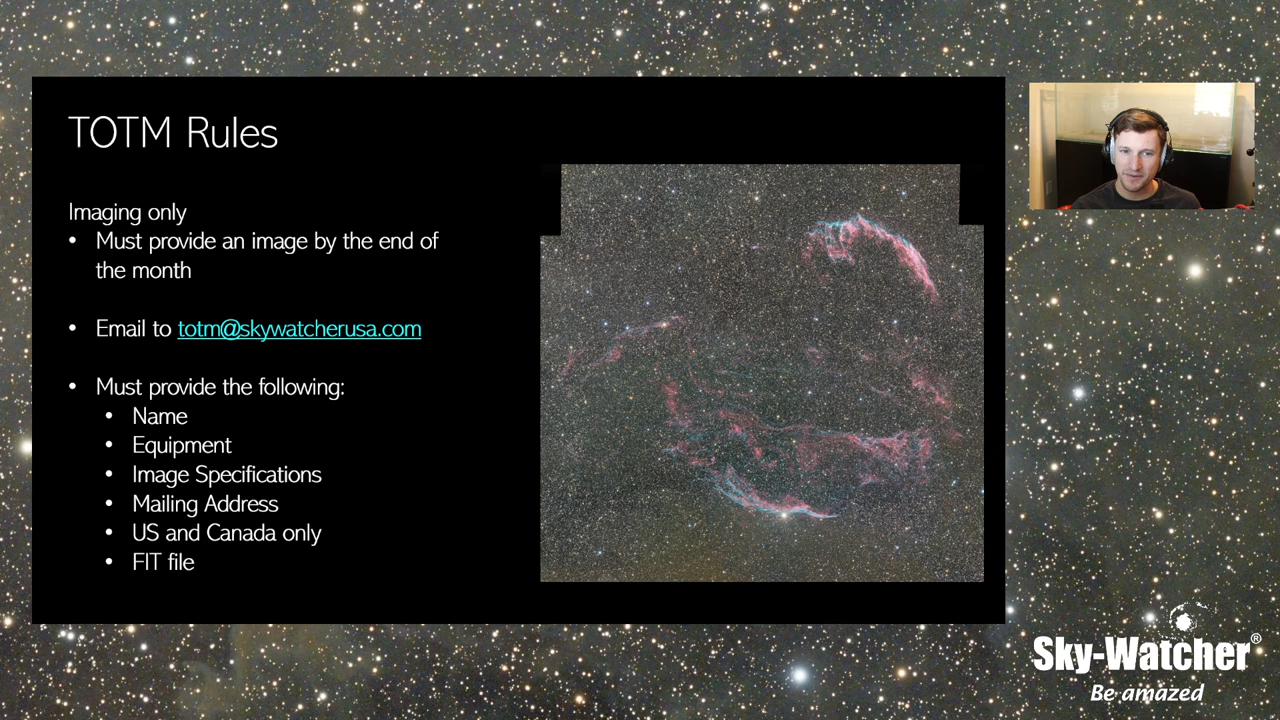 TOTM Rules
Imaging only
• Must provide an image by the end of
the month
• Email to totm@skywatcherusa.com
• Must provide the following:
• Name
• Equipment
• Image Specifications
• Mailing Address
• US and Canada only
• FIT file
Sky-Watcher®
Be amazed